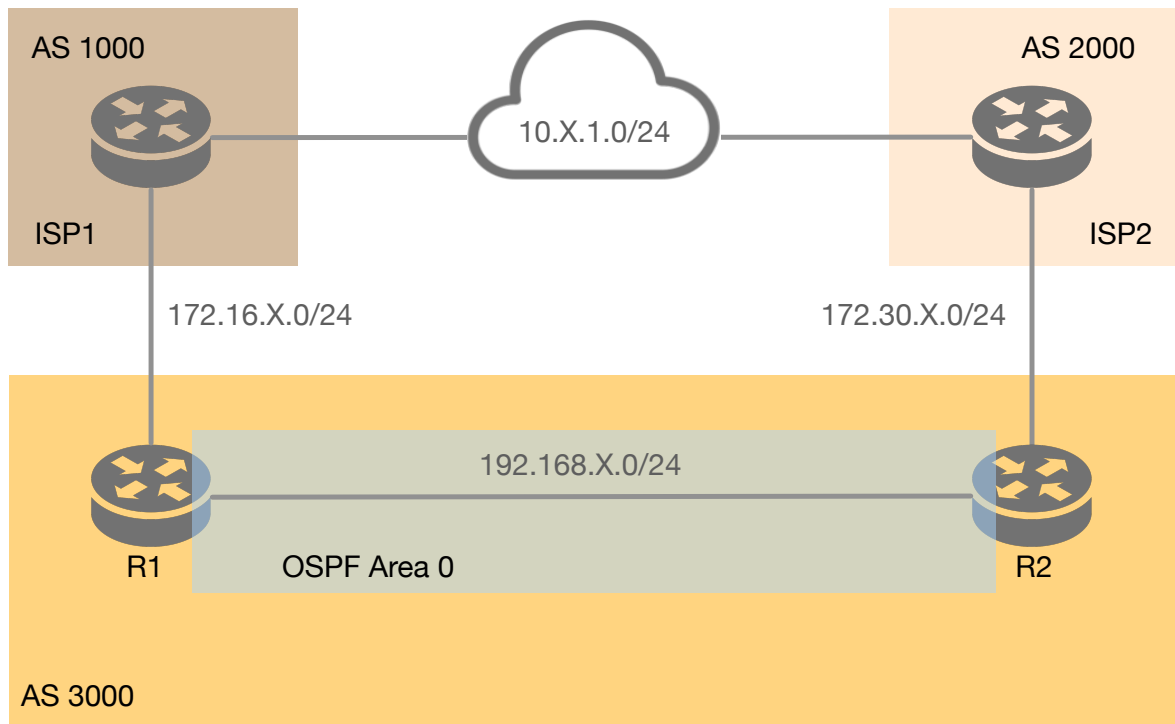 AS 1000
AS 2000
10.X.1.0/24
ISP1
ISP2
172.16.X.0/24
172.30.X.0/24
192.168.X.0/24
R1
OSPF Area 0
R2
AS 3000